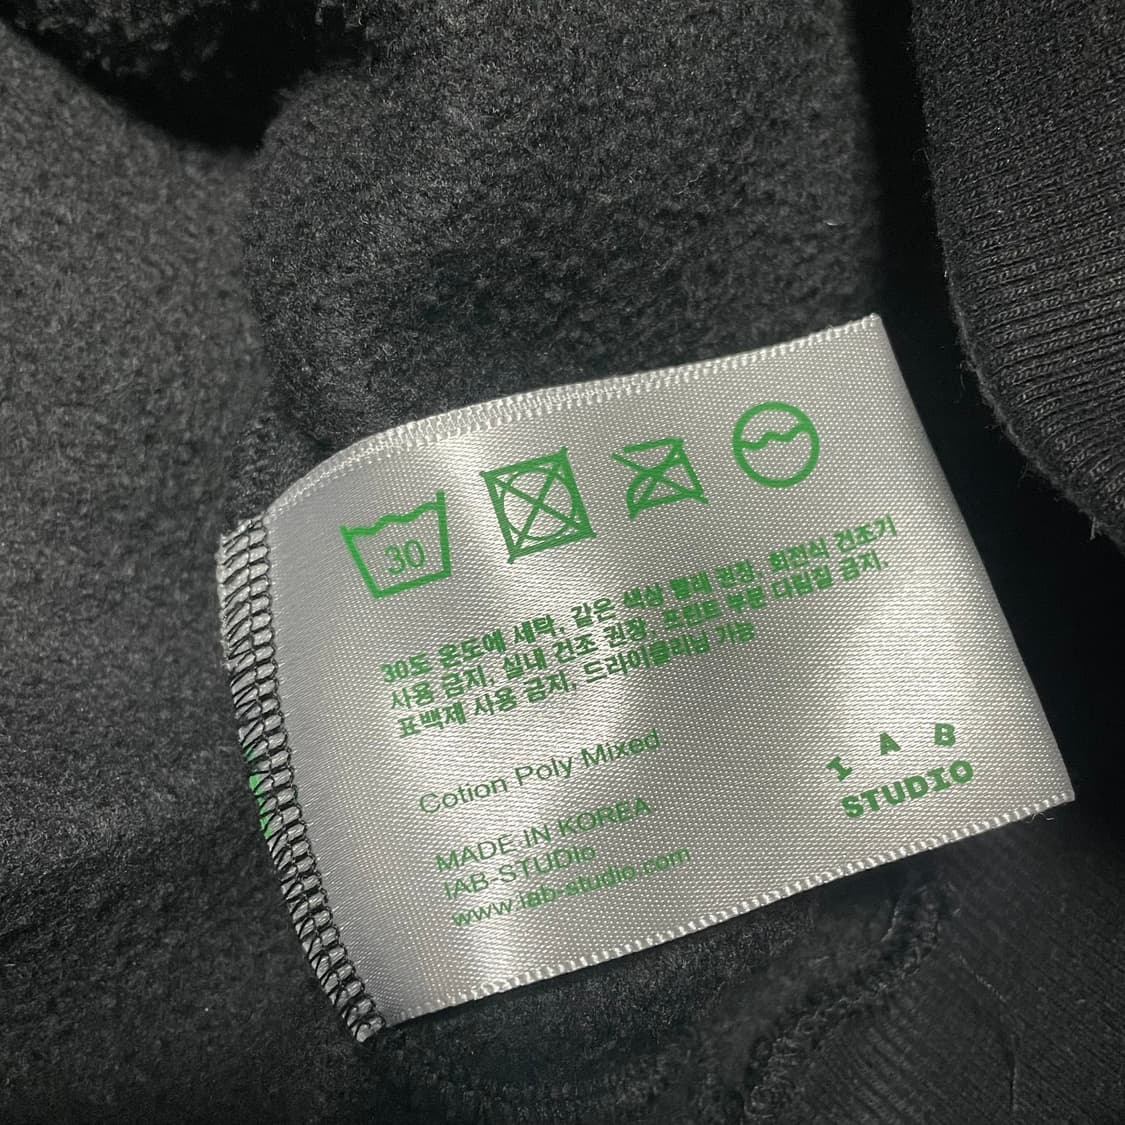 30
30도 온도에 세탁, 같은 색상 빨래 권장, 회전식 건조기
사용 금지, 실내 건조 권장, 프린트 부분 다림질 금지,
표백제 사용 금지, 드라이클리닝 가능
Cotion Poly Mixed
MADE IN KOREA
IAB-STUDIo
www.iab-studio.com
I A B
STUDIO